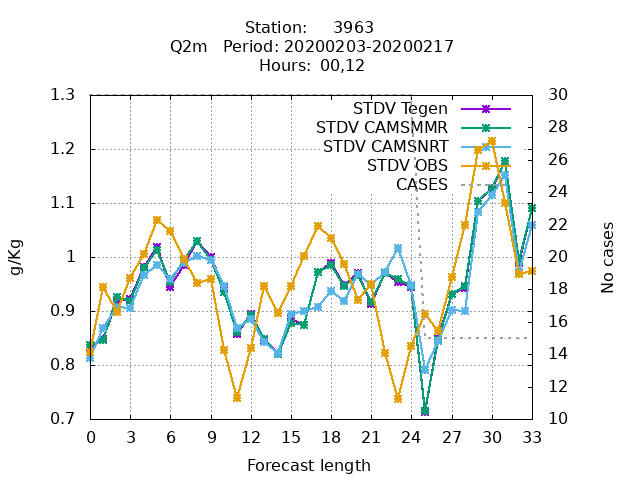 Station:     3963
Q2m   Period: 20200203-20200217
Hours:  00,12
1.3
1.2
1.1
1
0.9
0.8
0.7
g/Kg
STDV Tegen
STDV CAMSMMR
STDV CAMSNRT
STDV OBS
CASES
30
28
26
24
22
20
18
16
14
12
10
No cases
0 3 6 9 12 15 18 21 24 27 30 33
Forecast length